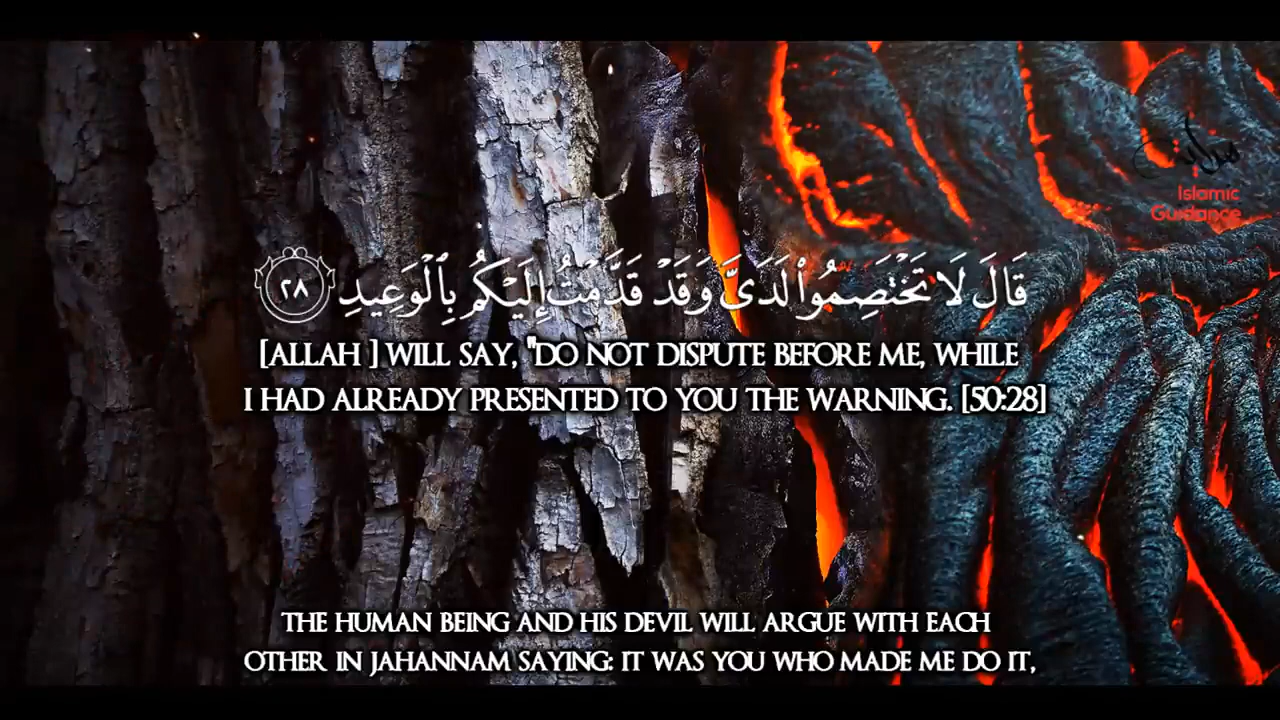 هداية
Islamic
Guidance
قَالَ لَا تَخْتَصِمُوا۟ لَدَىَّ وَقَدْ قَدَّمْتُ إِلَيْكُم بِٱلْوَعِيدِ ٢٨
[ALLAH ] WILL SAY, "DO NOT DISPUTE BEFORE ME, WHILE
I HAD ALREADY PRESENTED TO YOU THE WARNING. [50:28]
THE HUMAN BEING AND HIS DEVIL WILL ARGUE WITH EACH
OTHER IN JAHANNAM SAYING: IT WAS YOU WHO MADE ME DO IT,